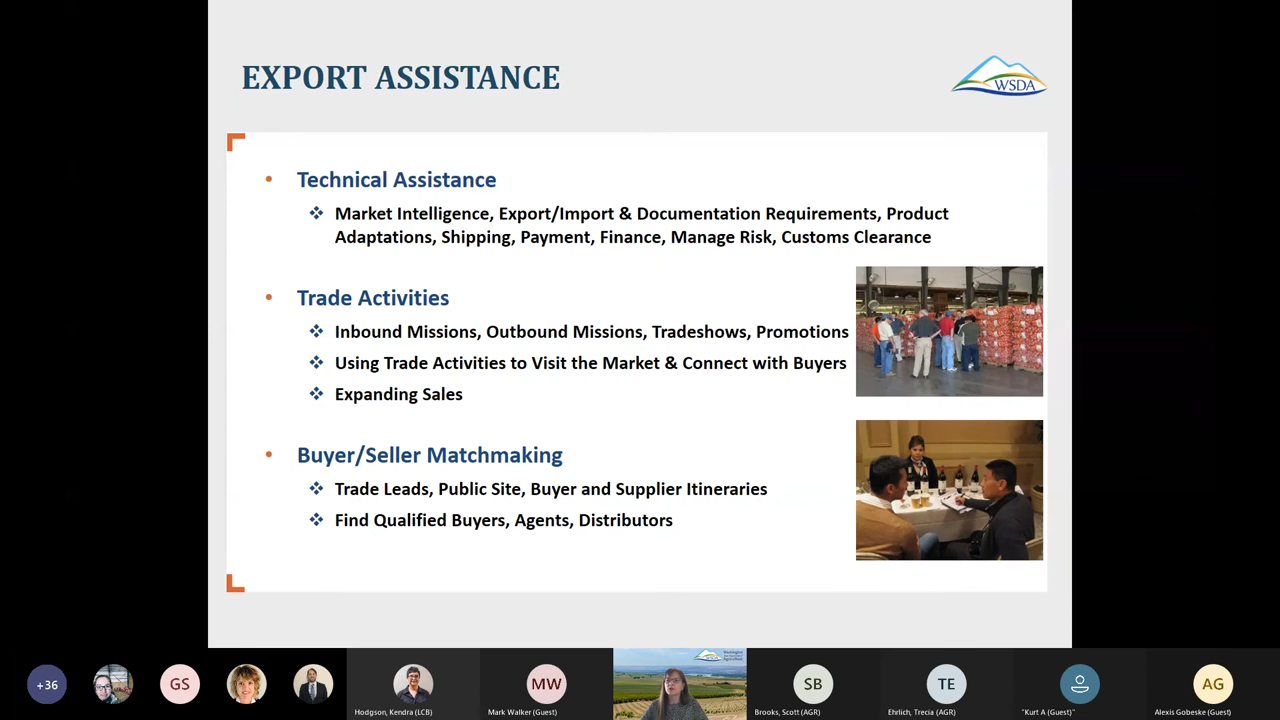 EXPORT ASSISTANCE
WSDA
• Technical Assistance
❖ Market Intelligence, Export/Import & Documentation Requirements, Product
Adaptations, Shipping, Payment, Finance, Manage Risk, Customs Clearance
• Trade Activities
❖ Inbound Missions, Outbound Missions, Tradeshows, Promotions
❖ Using Trade Activities to Visit the Market & Connect with Buyers
❖ Expanding Sales
• Buyer/Seller Matchmaking
❖ Trade Leads, Public Site, Buyer and Supplier Itineraries
❖ Find Qualified Buyers, Agents, Distributors
+36
GS
Hodgson, Kendra (LCB)
MW
Mark Walker (Guest)
WSDA
SB
Brooks, Scott (AGR)
TE
Ehrlich, Trecia (AGR)
"Kurt A (Guest)"
AG
Alexis Gobeske (Guest)